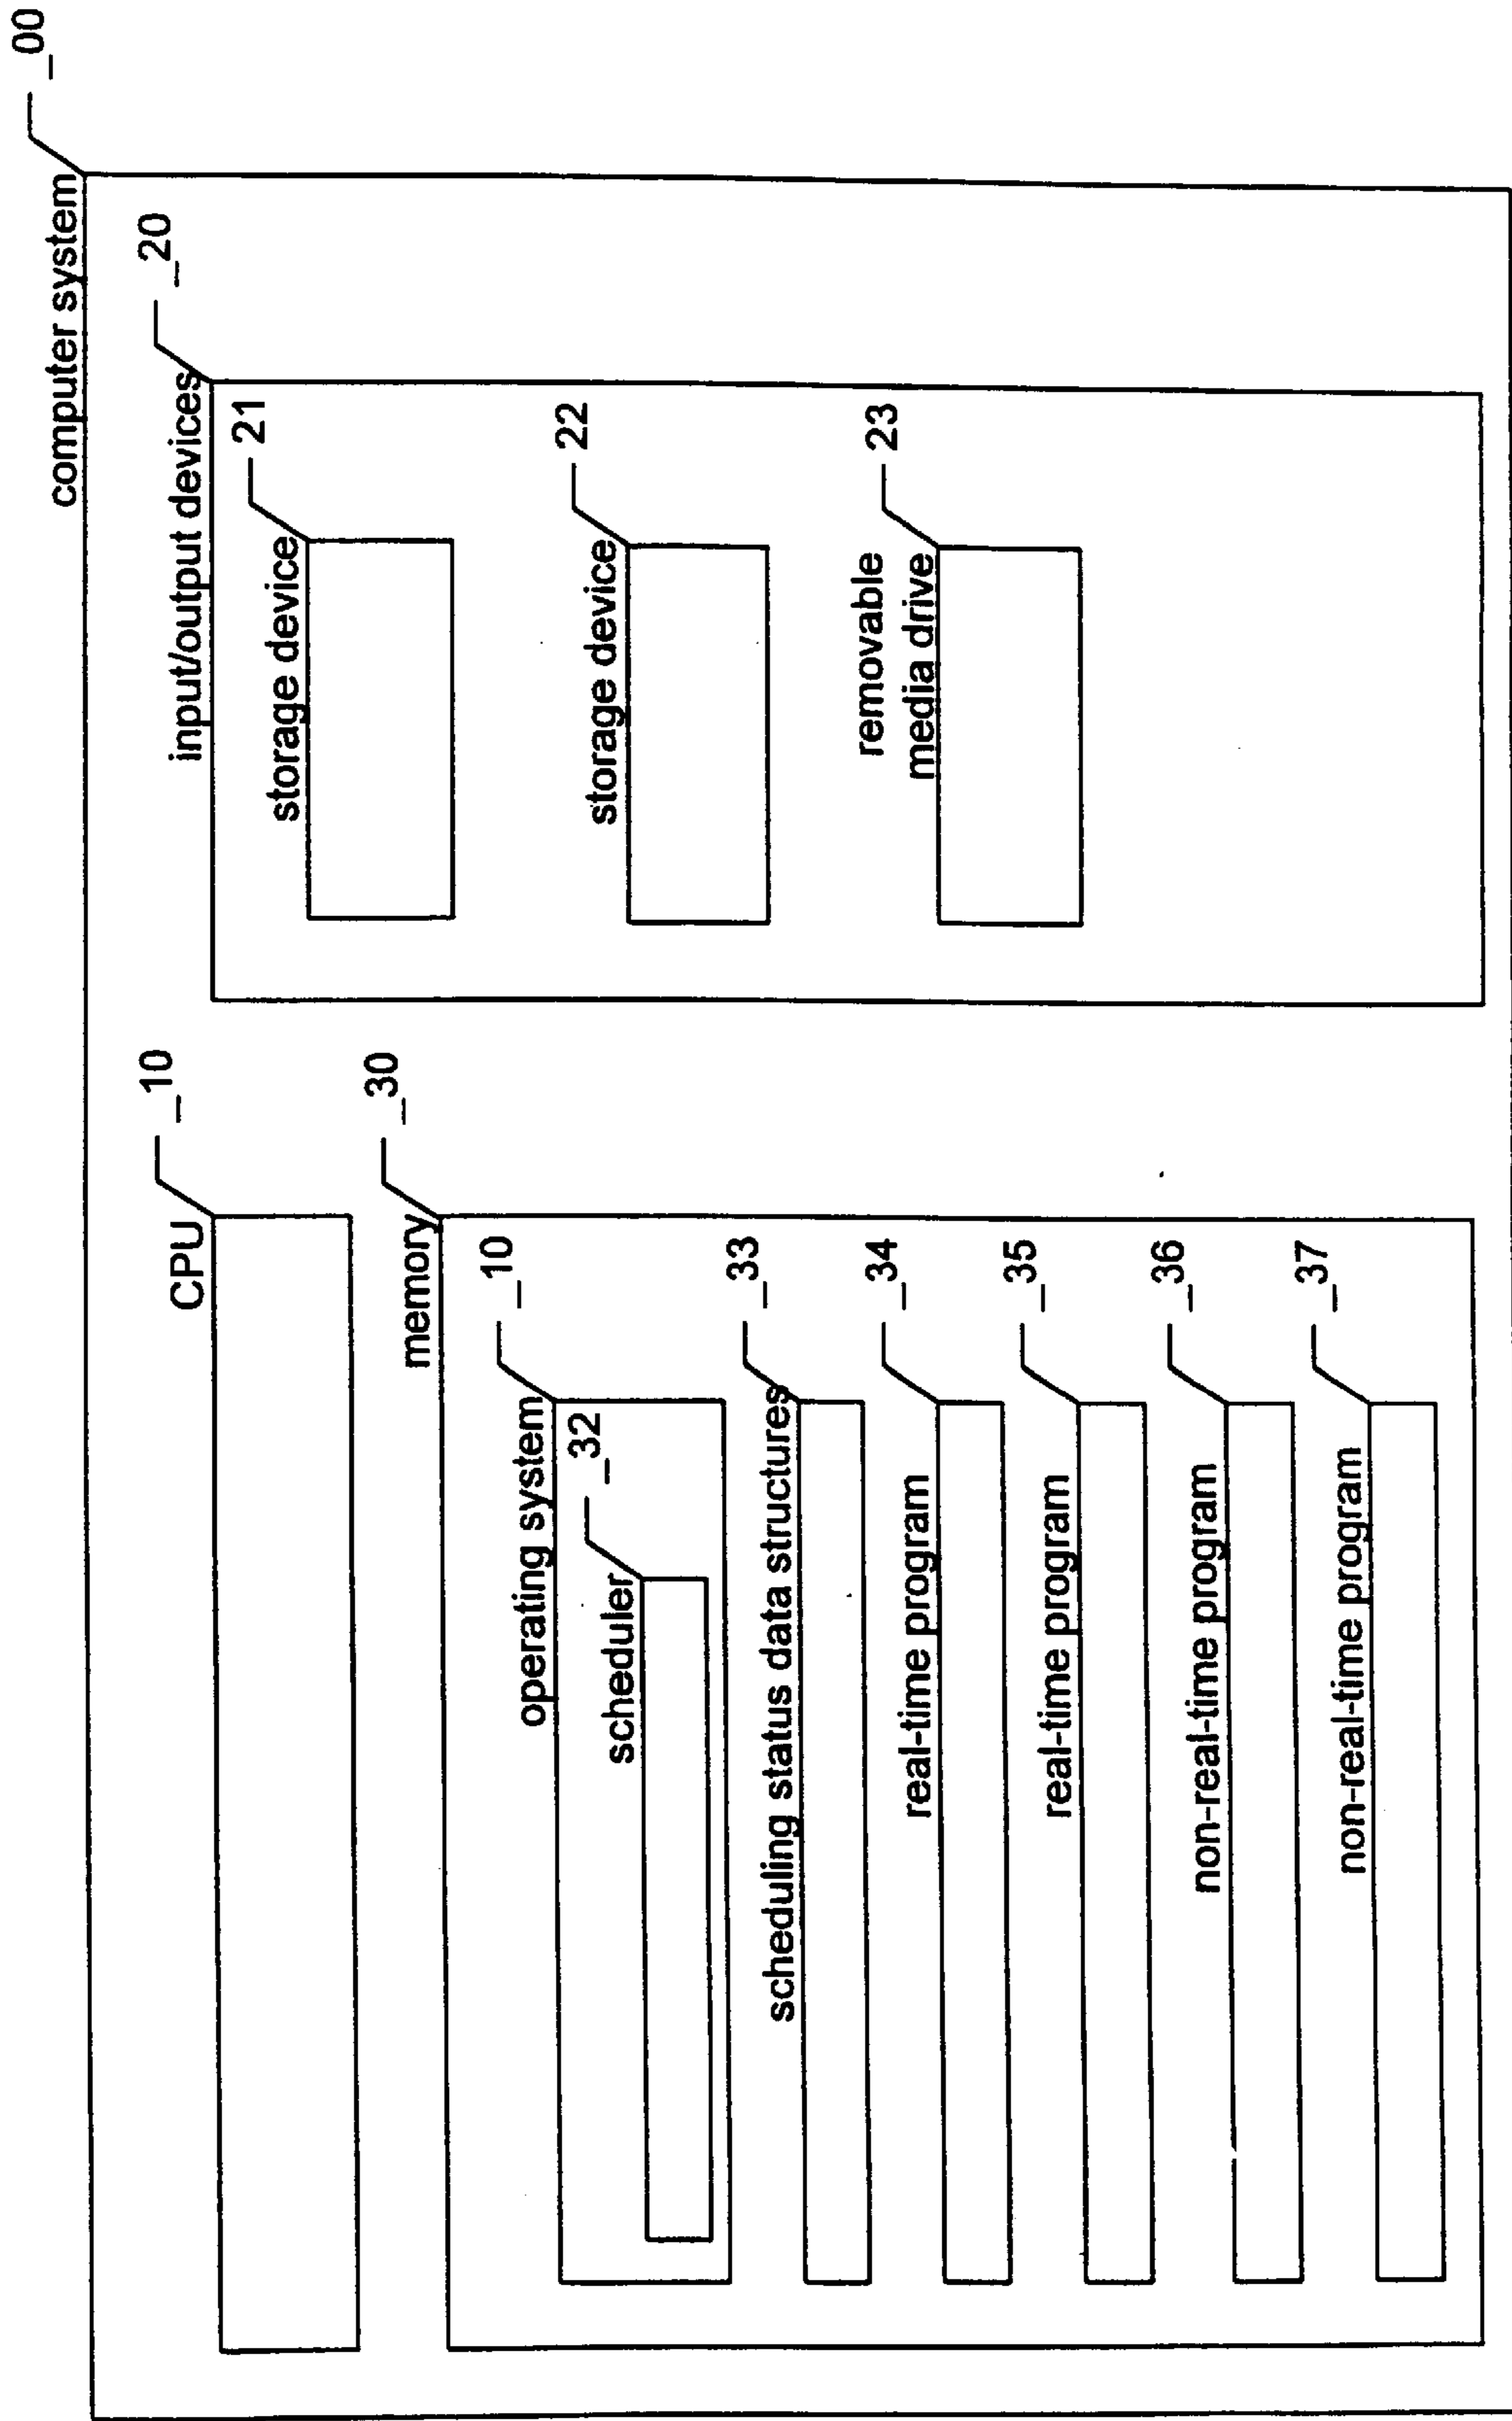 computer system
_00
CPU
_10
memory
_30
operating system
_10
scheduler
_32
scheduling status data structures
_33
real-time program
_34
real-time program
_35
non-real-time program
_36
non-real-time program
_37
input/output devices
_20
storage device
21
storage device
22
removable
media drive
23